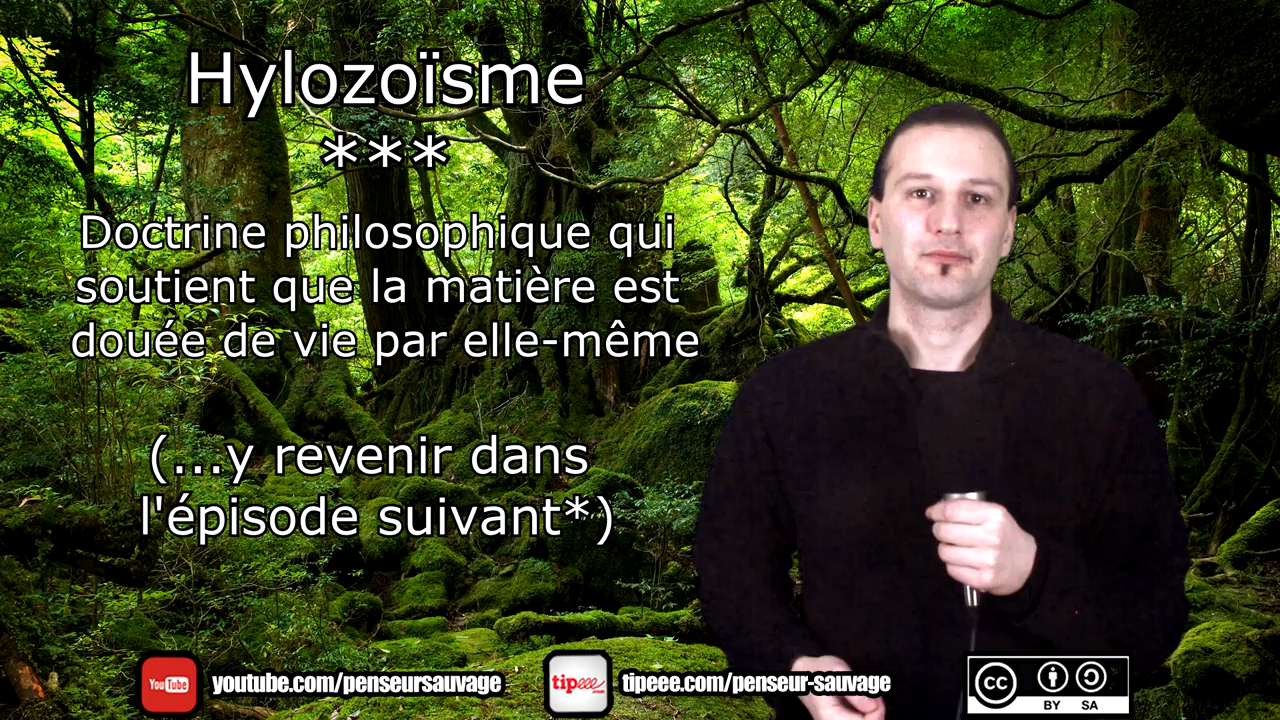 Hylozoïsme
***
Doctrine philosophique qui
soutient que la matière est
douée de vie par elle-même
(...y revenir dans
l'épisode suivant*)
YouTube youtube.com/penseursauvage tipeee.com tipeee.com/penseur-sauvage cc
BY SA